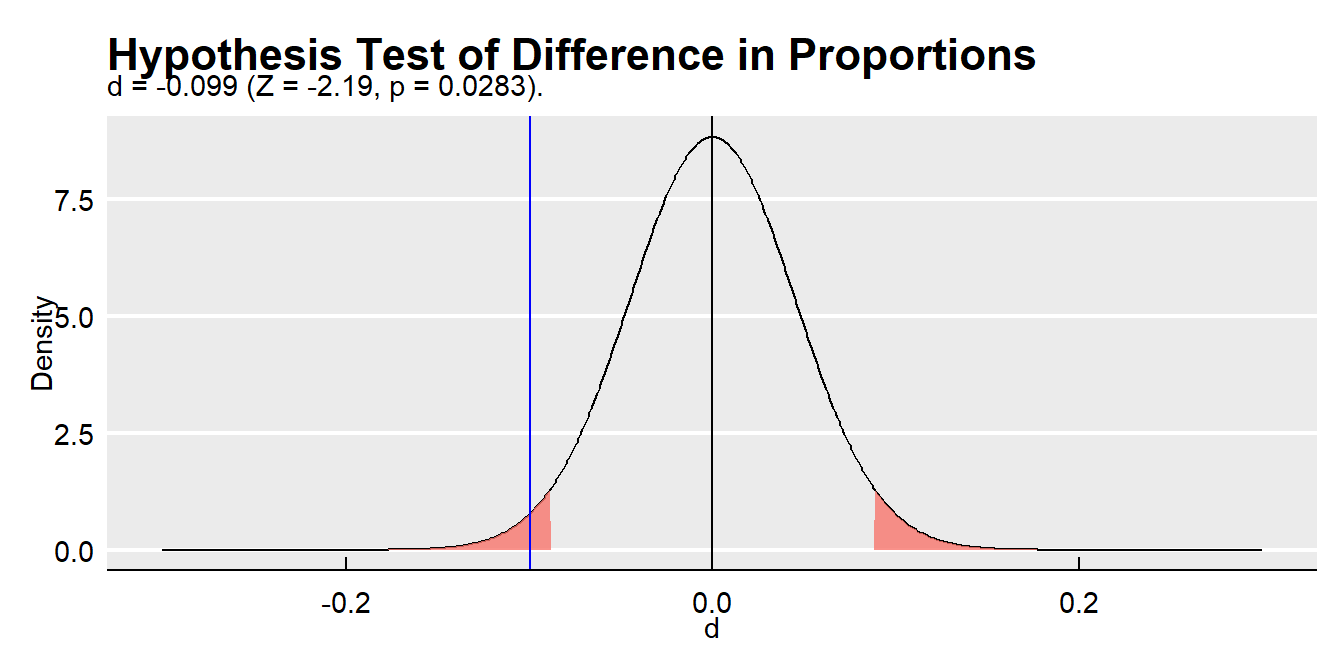 Hypothesis Test of Difference in Proportions
d = -0.099 (Z = -2.19, p = 0.0283).
7.5
5.0
2.5
0.0
Density
-0.2 0.0 0.2
d